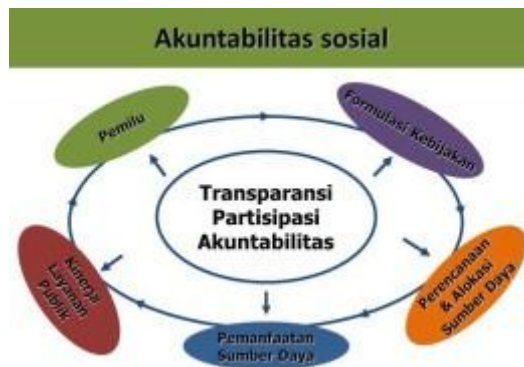 Akuntabilitas sosial
Pemilu
Formulasi Kebijakan
Transparansi
Partisipasi
Akuntabilitas
Kinerja
Layanan
Publik
Perencanaan
& Alokasi
Sumber Daya
Pemanfaatan
Sumber Daya